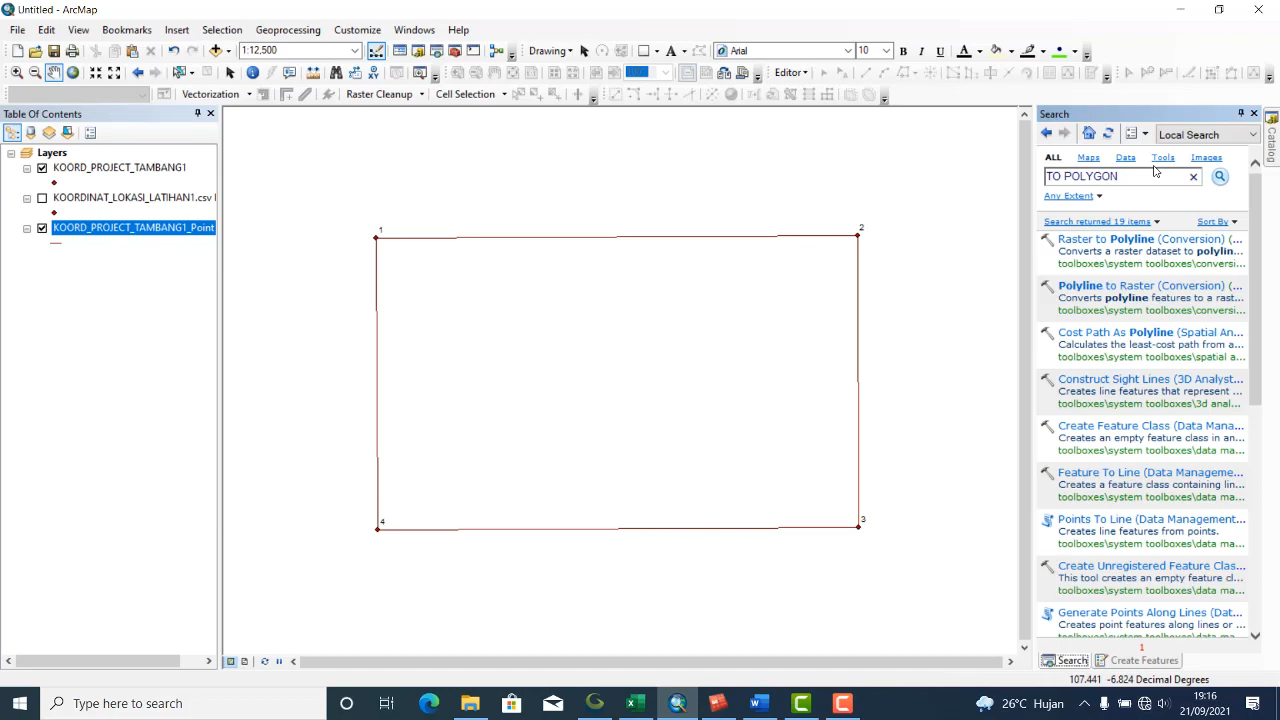 Untitled - ArcMap
File Edit View Bookmarks Insert Selection Geoprocessing Customize Windows Help
1:12,500 Drawing Arial 10 B I U A
Editor
Vectorization Raster Cleanup Cell Selection
Table Of Contents
Layers
KOORD_PROJECT_TAMBANG1
KOORDINAT_LOKASI_LATIHAN1.csv
KOORD_PROJECT_TAMBANG1_Point
1
2
3
4
Search
Local Search
Catalog
ALL Maps Data Tools Images
TO POLYGON
Any Extent
Search returned 19 items Sort By
Raster to Polyline (Conversion) (...
Converts a raster dataset to polylin...
toolboxes\system toolboxes\conversi...
Polyline to Raster (Conversion) (...
Converts polyline features to a rast...
toolboxes\system toolboxes\conversi...
Cost Path As Polyline (Spatial An...
Calculates the least-cost path from a...
toolboxes\system toolboxes\spatial a...
Construct Sight Lines (3D Analyst...
Creates line features that represent ...
toolboxes\system toolboxes\3d anal...
Create Feature Class (Data Mana...
Creates an empty feature class in an...
toolboxes\system toolboxes\data ma...
Feature To Line (Data Manageme...
Creates a feature class containing lin...
toolboxes\system toolboxes\data ma...
Points To Line (Data Management...
Creates line features from points.
toolboxes\system toolboxes\data ma...
Create Unregistered Feature Clas...
This tool creates an empty feature cl...
toolboxes\system toolboxes\data ma...
Generate Points Along Lines (Dat...
Creates point features along lines or ...
toolboxes\system toolboxes\data ma...
1
Search Create Features
107.441 -6.824 Decimal Degrees
Type here to search
26°C Hujan
19:16
21/09/2021